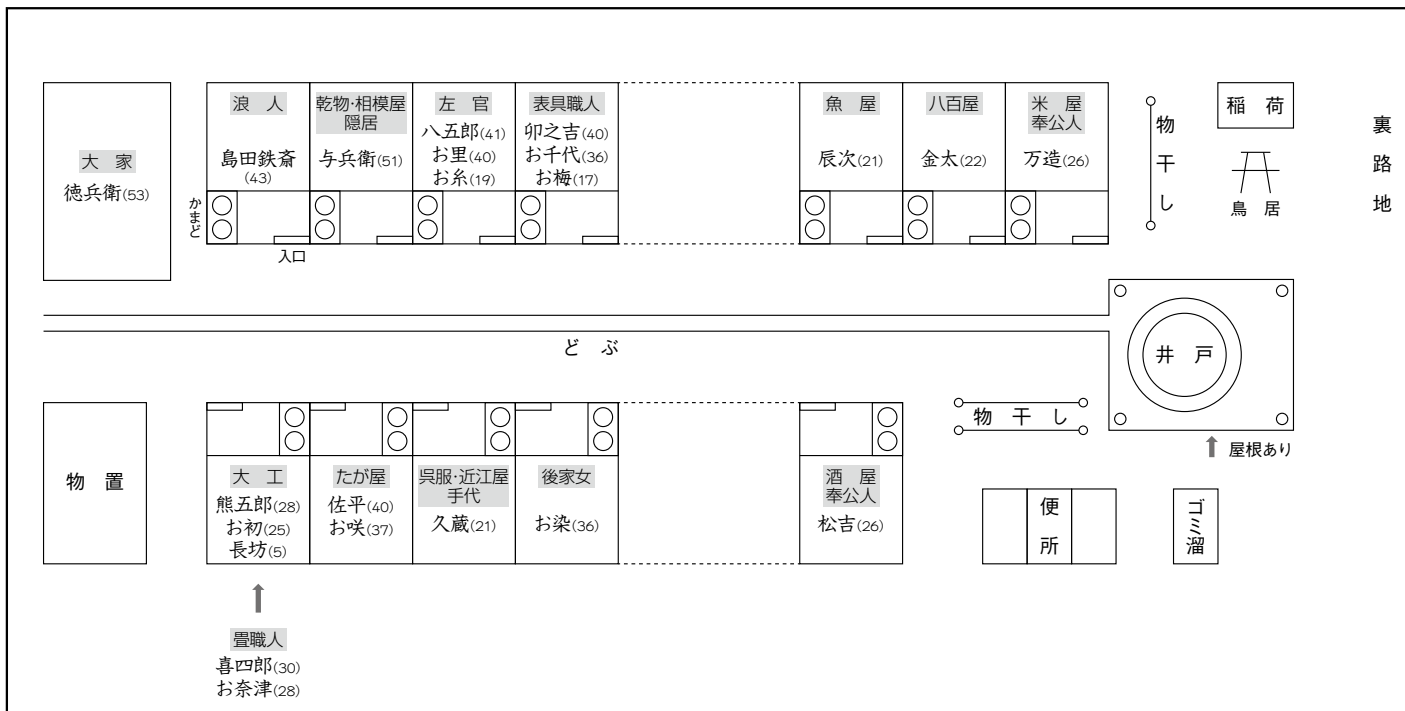 大家
徳兵衛(53)
浪人
島田鉄斎
(43)
乾物・相模屋
隠居
与兵衛(51)
左官
八五郎(41)
お里(40)
お糸(19)
表具職人
卯之吉(40)
お千代(36)
お梅(17)
魚屋
辰次(21)
八百屋
金太(22)
米屋
奉公人
万造(26)
物干し
稲荷
鳥居
裏路地
かまど
入口
どぶ
井戸
屋根あり
物置
大工
熊五郎(28)
お初(25)
長坊(5)
たが屋
佐平(40)
お咲(37)
呉服・近江屋
手代
久蔵(21)
後家女
お染(36)
酒屋
奉公人
松吉(26)
物干し
便所
ゴミ溜
畳職人
喜四郎(30)
お奈津(28)